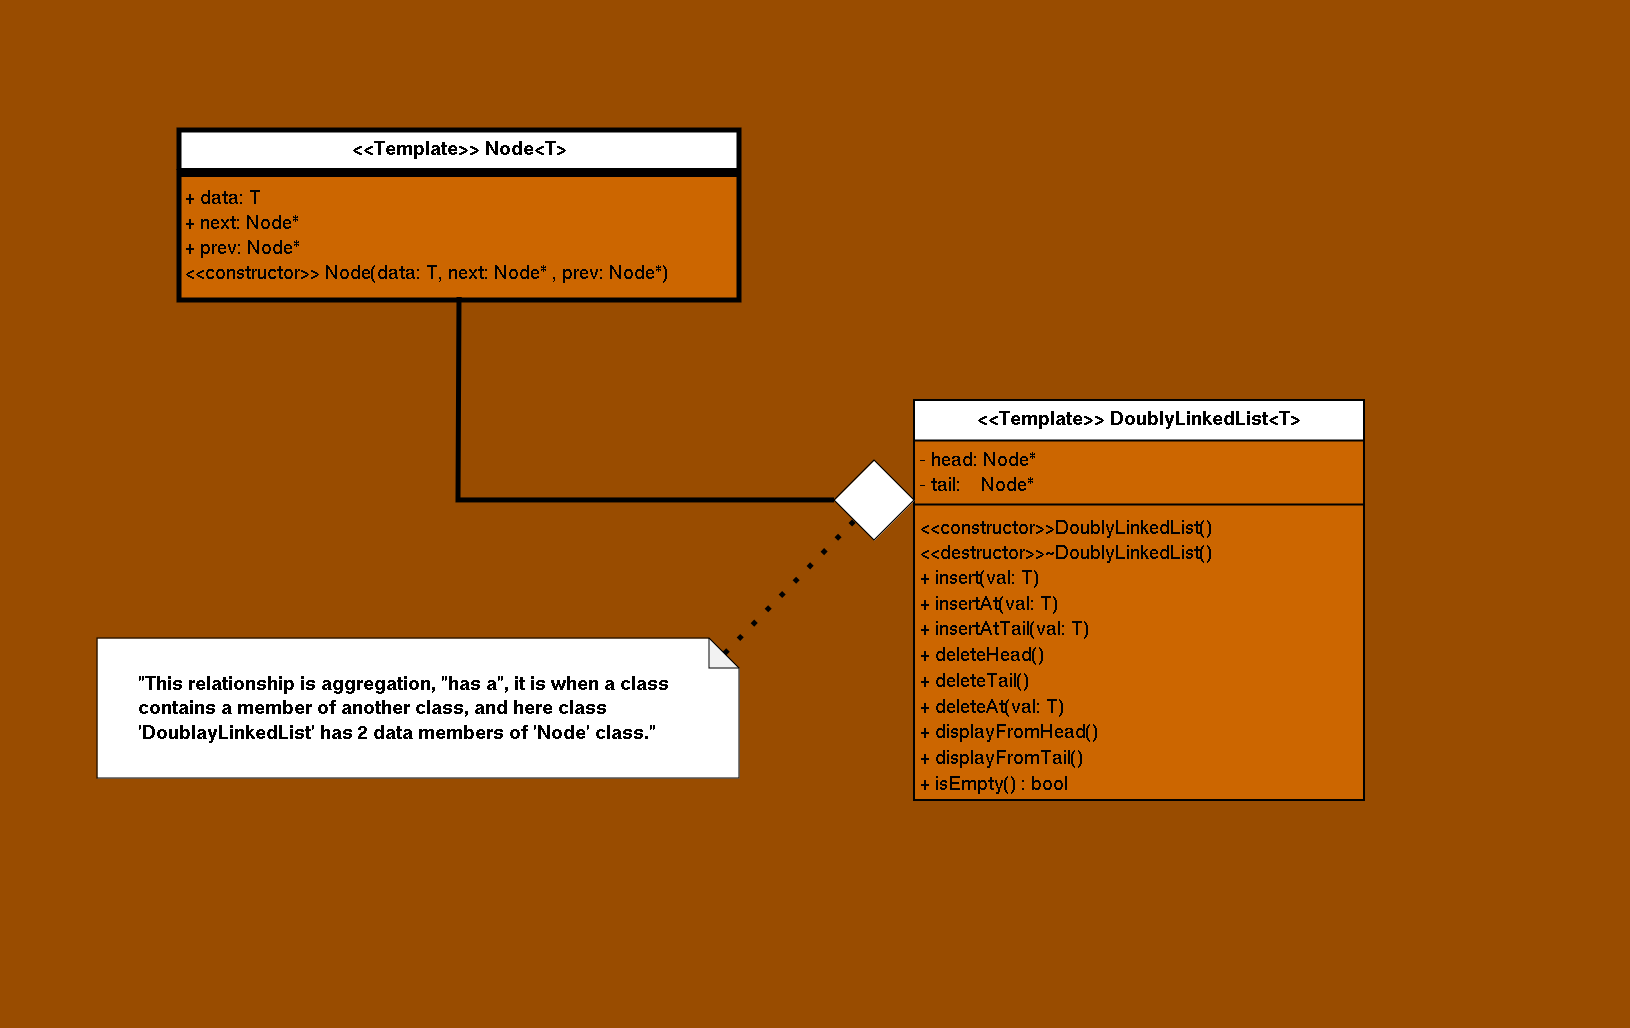 <<Template>> Node<T>
+ data: T
+ next: Node*
+ prev: Node*
<<constructor>> Node(data: T, next: Node* , prev: Node*)
<<Template>> DoublyLinkedList<T>
- head: Node*
- tail:    Node*
<<constructor>>DoublyLinkedList()
<<destructor>>~DoublyLinkedList()
+ insert(val: T)
+ insertAt(val: T)
+ insertAtTail(val: T)
+ deleteHead()
+ deleteTail()
+ deleteAt(val: T)
+ displayFromHead()
+ displayFromTail()
+ isEmpty() : bool
"This relationship is aggregation, "has a", it is when a class
contains a member of another class, and here class
'DoublayLinkedList' has 2 data members of 'Node' class."